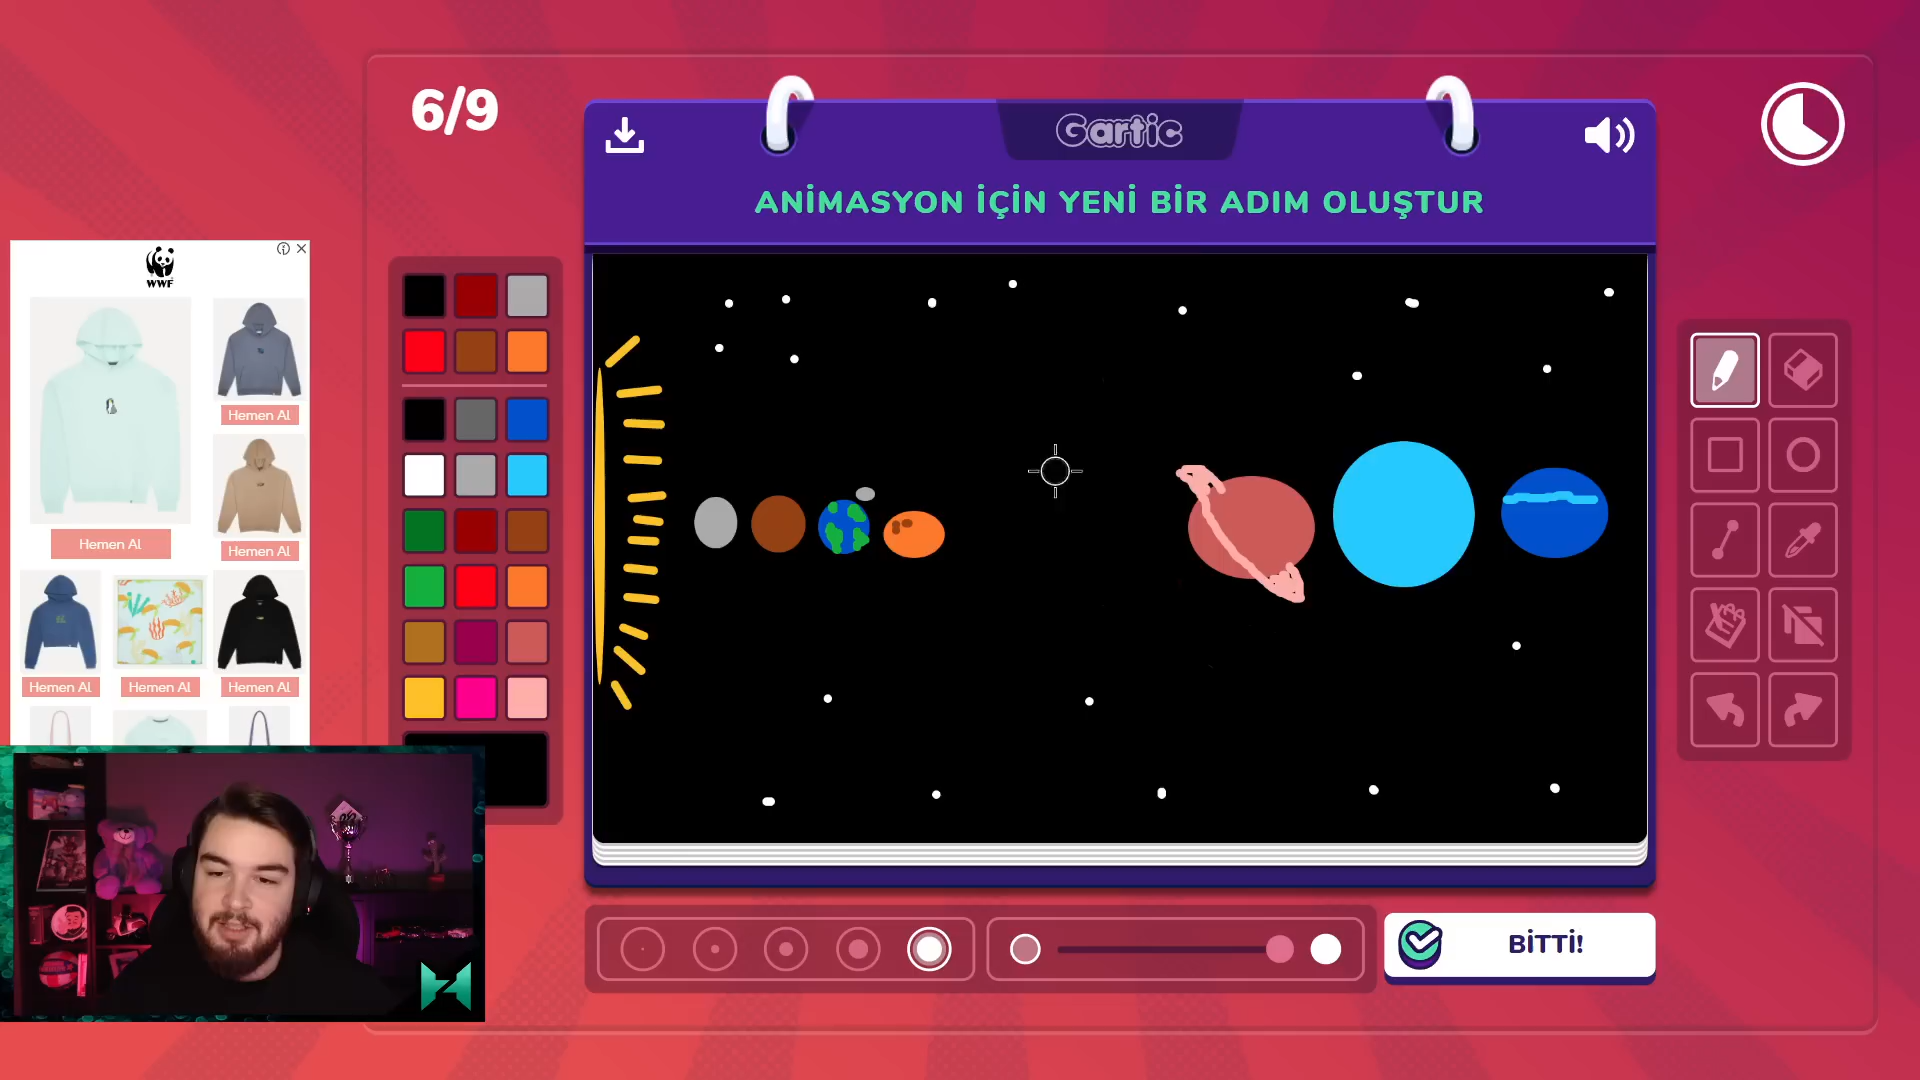 6/9
Gartic
ANİMASYON İÇİN YENİ BİR ADIM OLUŞTUR
WWF
Hemen Al
Hemen Al
Hemen Al
Hemen Al
Hemen Al
Hemen Al
BİTTİ!